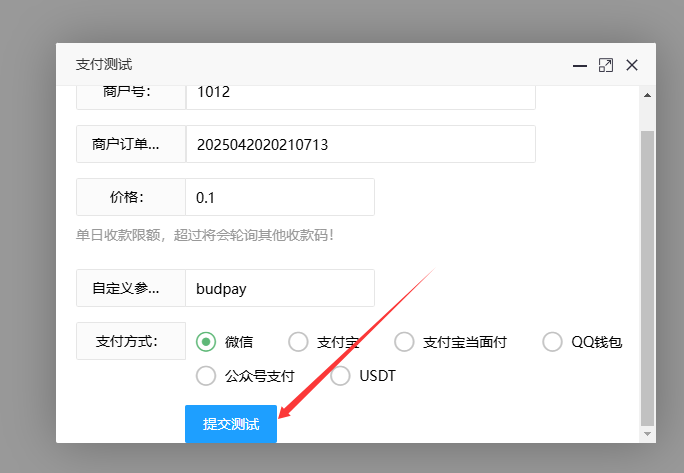 支付测试
商户号： 1012
商户订单... 2025042020210713
价格： 0.1
单日收款限额，超过将会轮询其他收款码！
自定义参... budpay
支付方式： 微信 支付宝 支付宝当面付 QQ钱包
公众号支付 USDT
提交测试